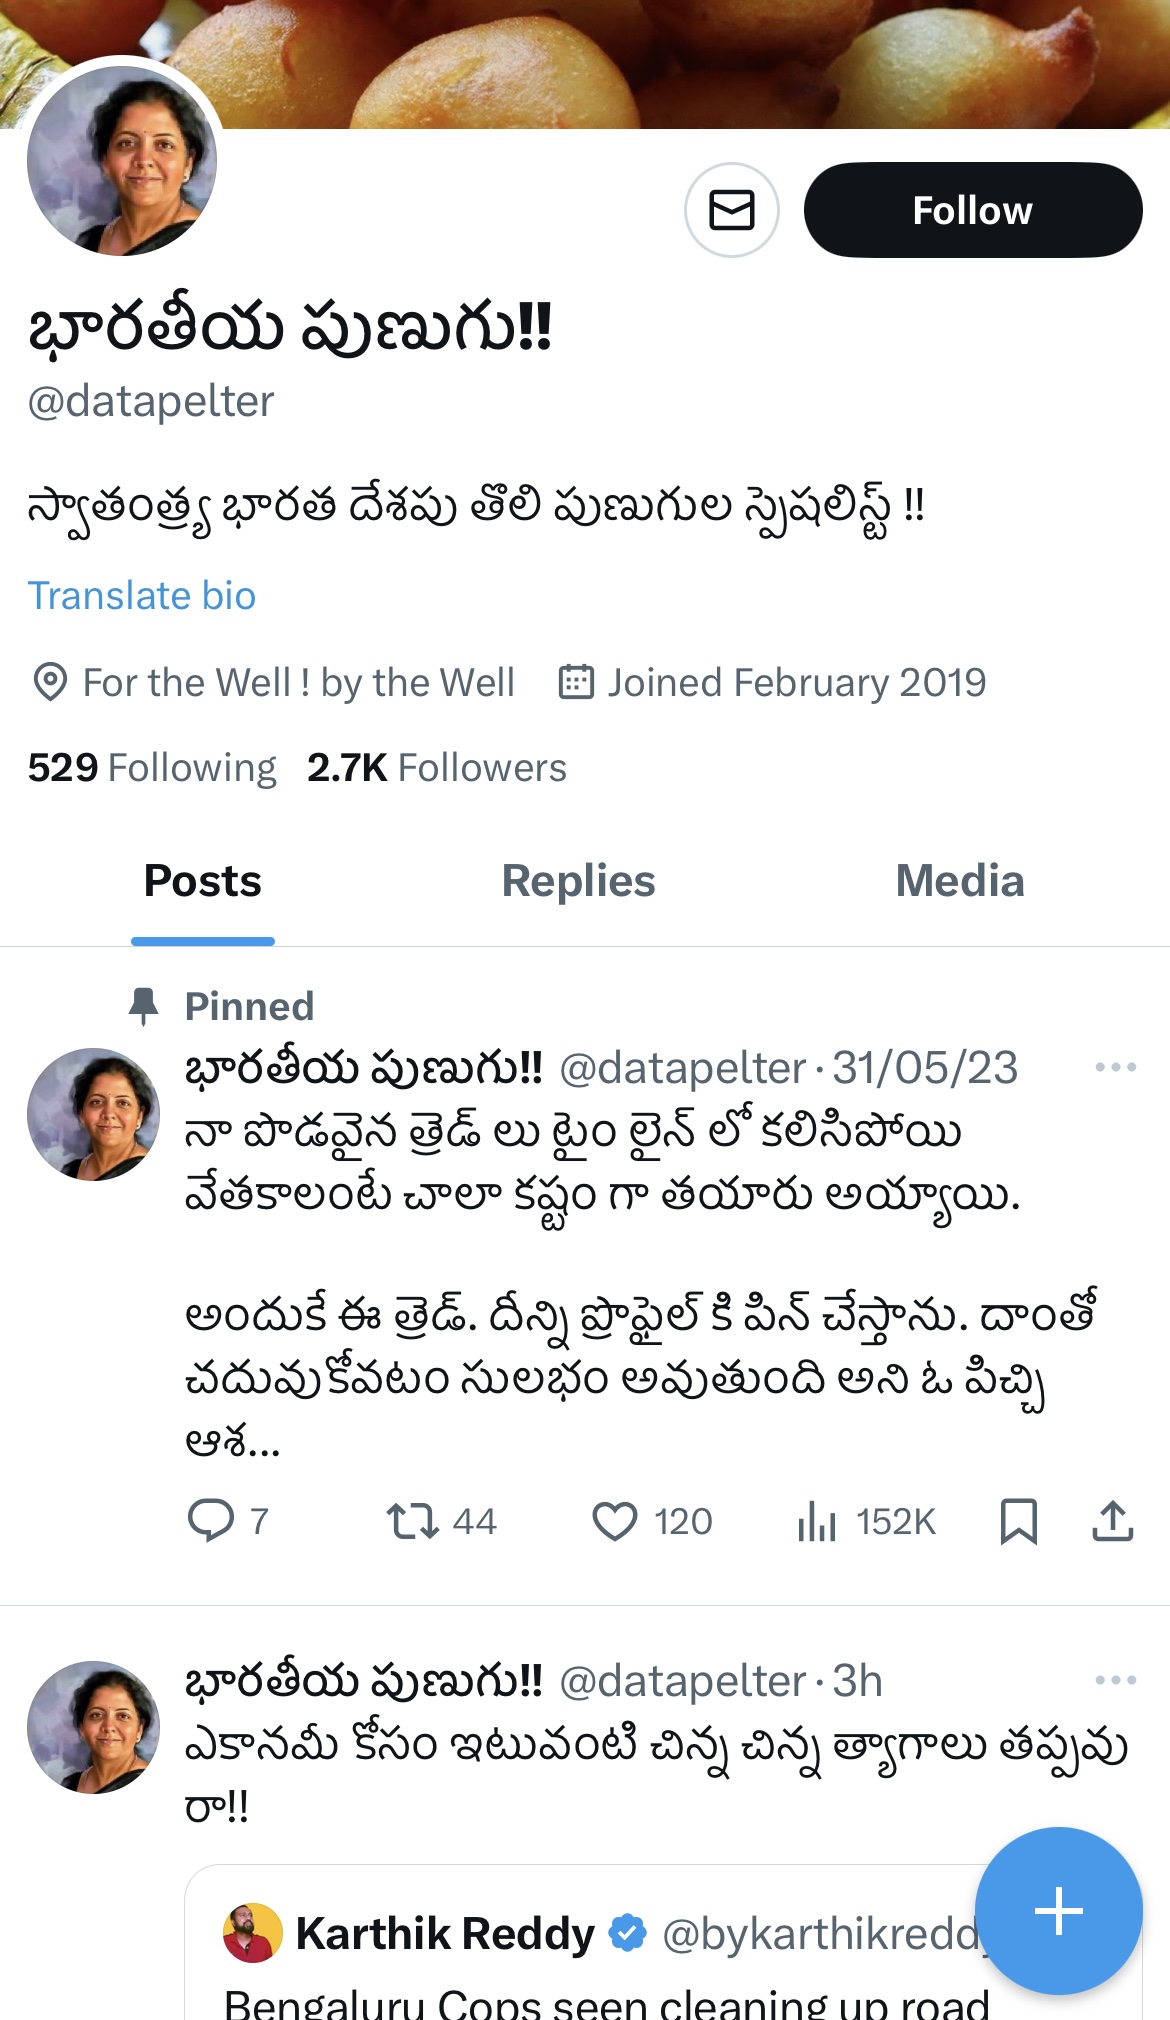 Follow
భారతీయ పుణుగు!!
@datapelter
స్వాతంత్ర్య భారత దేశపు తొలి పుణుగుల స్పెషలిస్ట్ !!
Translate bio
For the Well ! by the Well Joined February 2019
529 Following 2.7K Followers
Posts Replies Media
Pinned
భారతీయ పుణుగు!! @datapelter · 31/05/23
నా పొడవైన త్రెడ్ లు టైం లైన్ లో కలిసిపోయి
వేతకాలంటే చాలా కష్టం గా తయారు అయ్యాయి.
అందుకే ఈ త్రెడ్. దీన్ని ప్రొఫైల్ కి పిన్ చేస్తాను. దాంతో
చదువుకోవటం సులభం అవుతుంది అని ఓ పిచ్చి
ఆశ...
7 44 120 152K
భారతీయ పుణుగు!! @datapelter · 3h
ఎకానమీ కోసం ఇటువంటి చిన్న చిన్న త్యాగాలు తప్పవు
రా!!
Karthik Reddy @bykarthikreddy
Bengaluru Cops seen cleaning up road